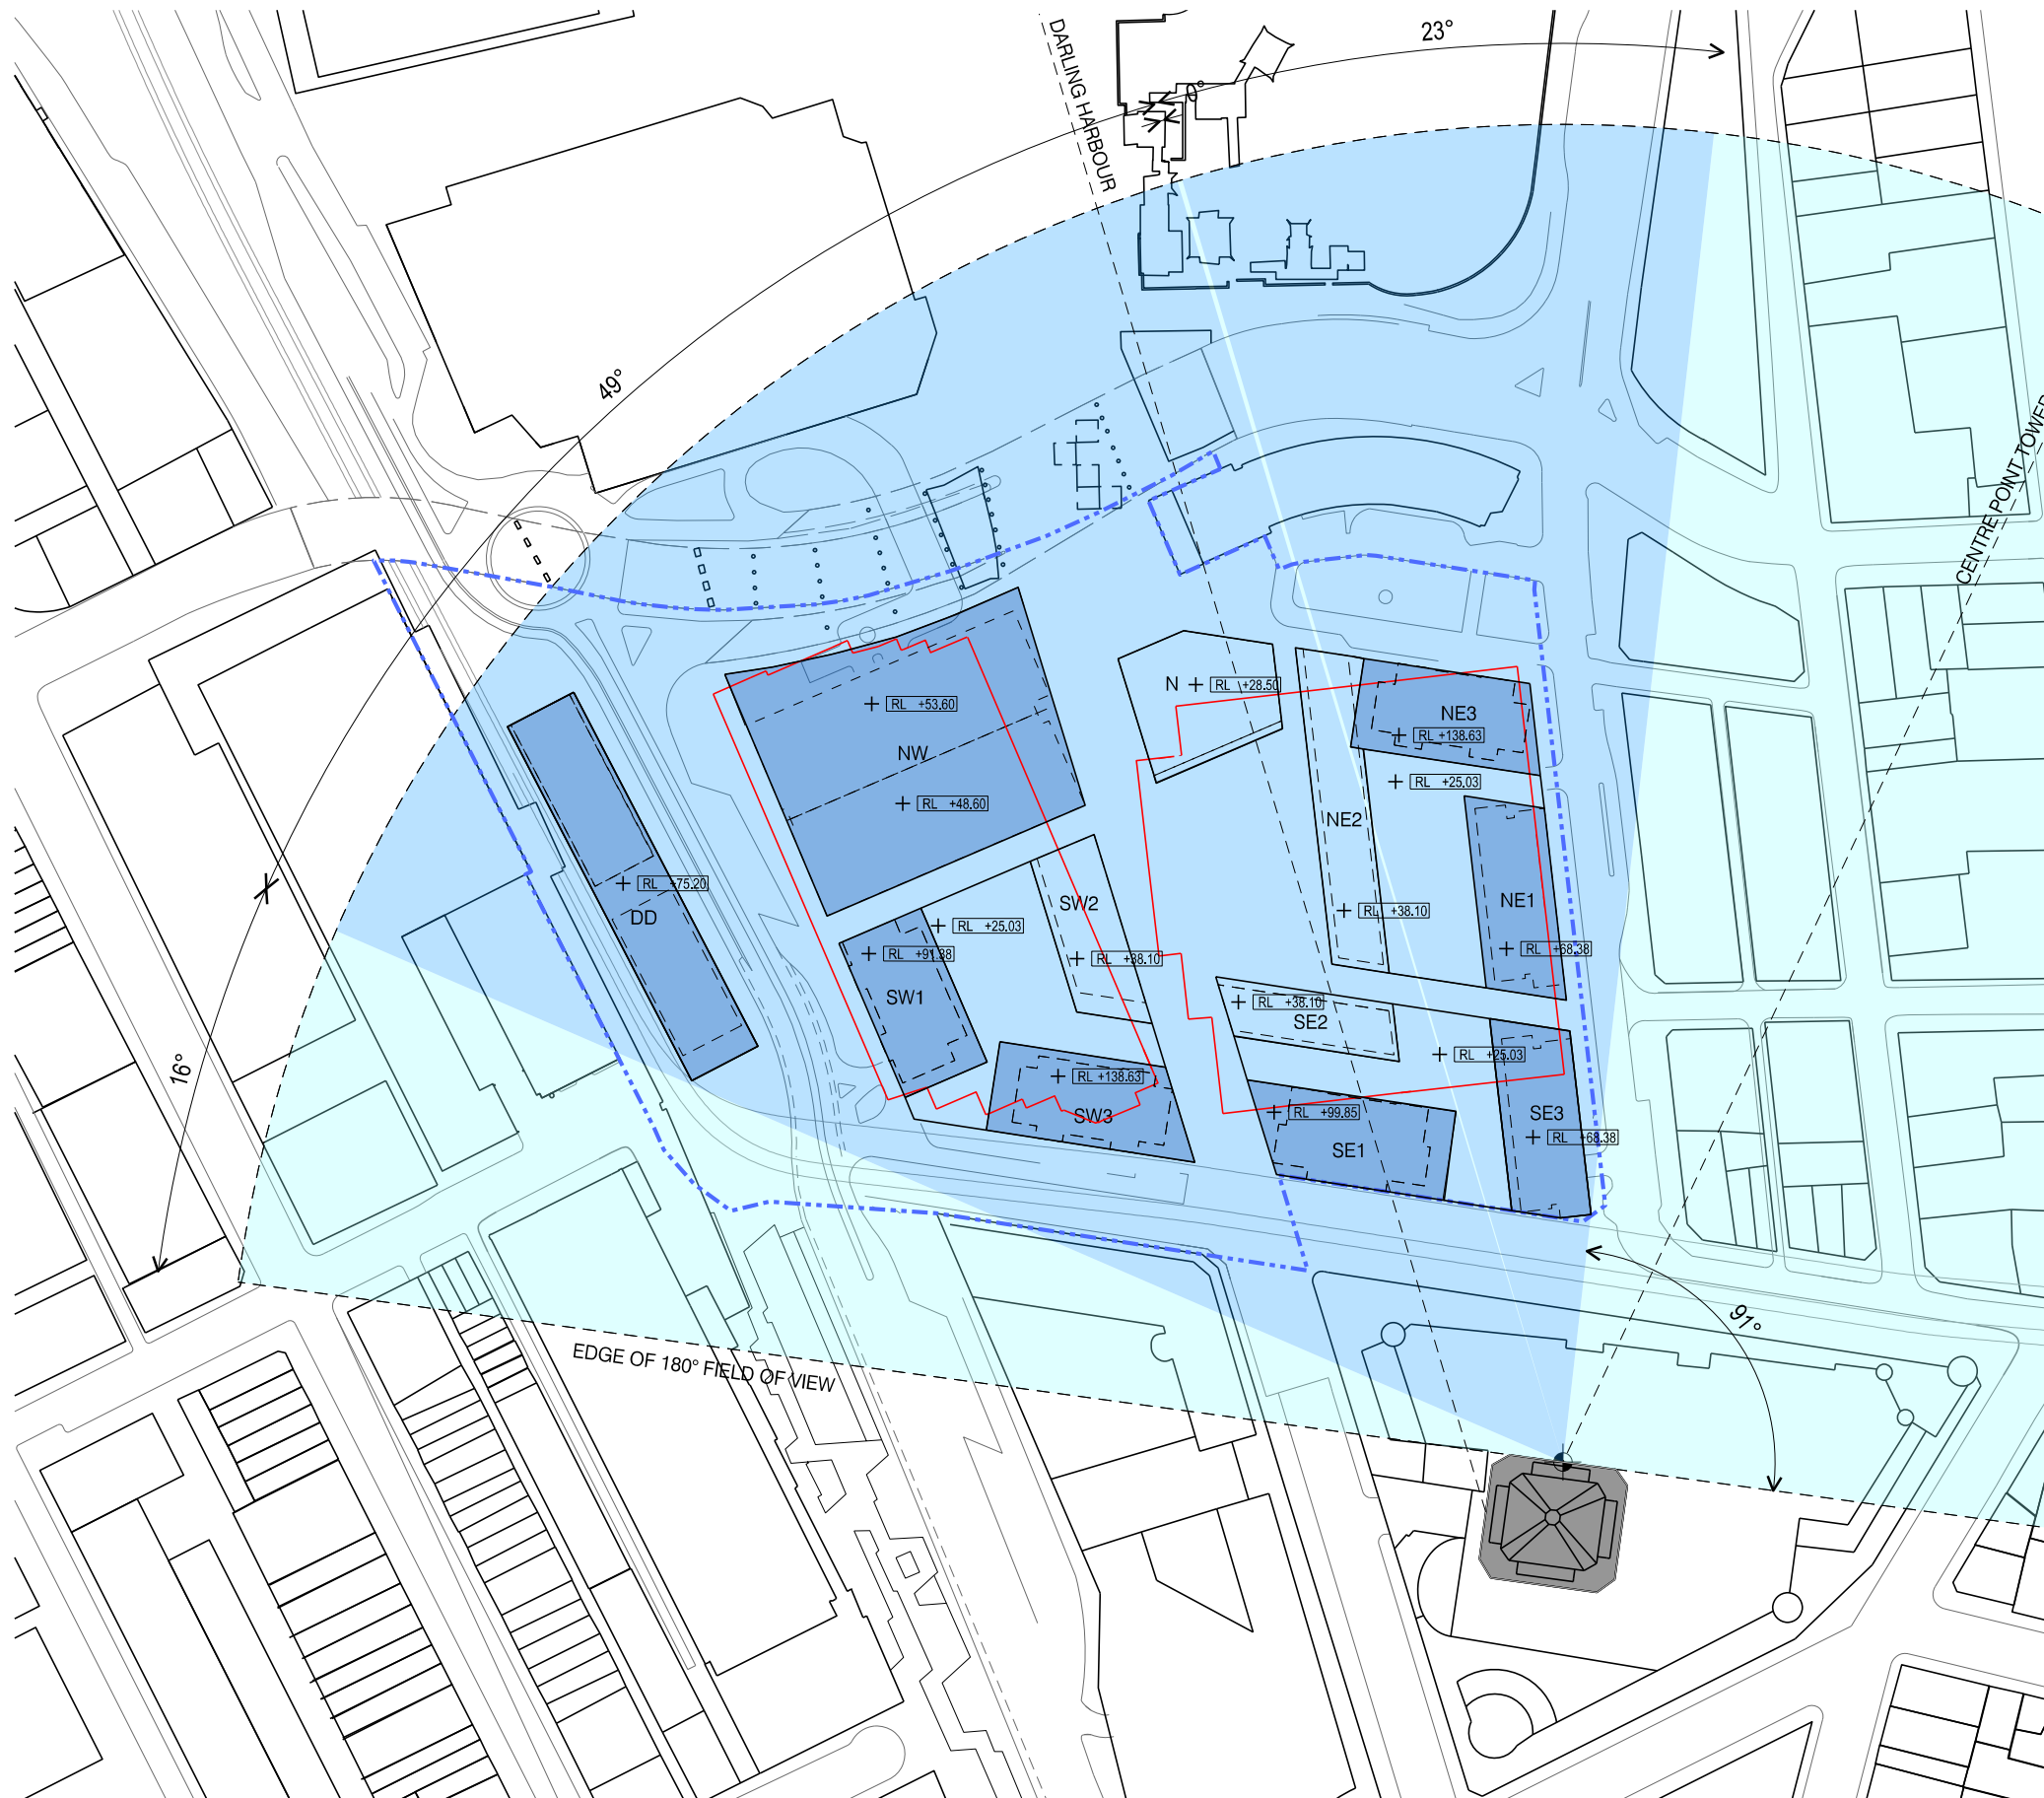 23°
DARLING HARBOUR
0°
49°
CENTRE POINT TOWER
N
RL +28.50
RL +53.60
NE3
RL +138.63
NW
RL +25.03
RL +48.60
NE2
RL +75.20
DD
SW2
NE1
RL +38.10
RL +25.03
RL +91.38
RL +38.10
RL +68.38
SW1
RL +38.10
SE2
RL +25.03
RL +138.63
16°
SW3
RL +99.85
SE3
RL +68.38
SE1
91°
EDGE OF 180° FIELD OF VIEW